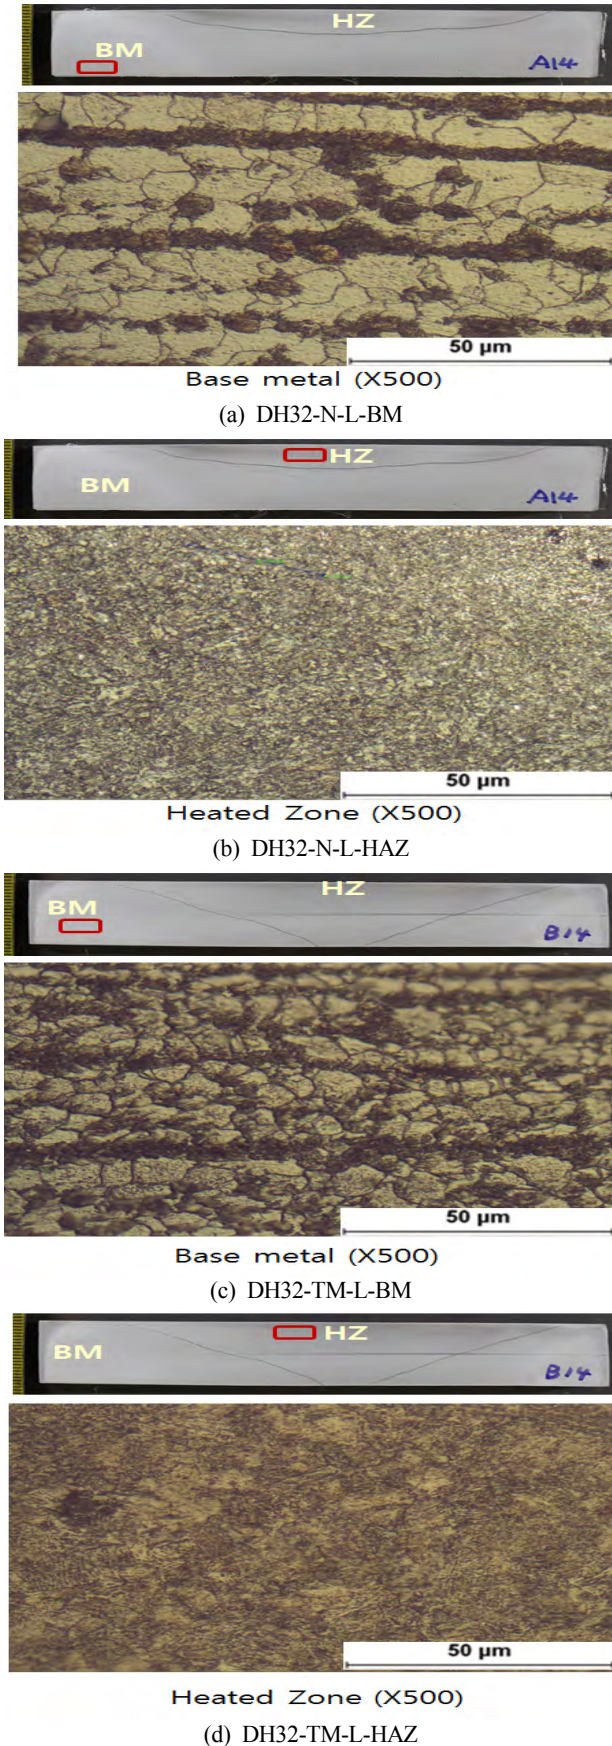 HZ
BM
A14
50 µm
Base metal (X500)
(a) DH32-N-L-BM
HZ
BM
A14
50 µm
Heated Zone (X500)
(b) DH32-N-L-HAZ
HZ
BM
B14
50 µm
Base metal (X500)
(c) DH32-TM-L-BM
HZ
BM
B14
50 µm
Heated Zone (X500)
(d) DH32-TM-L-HAZ